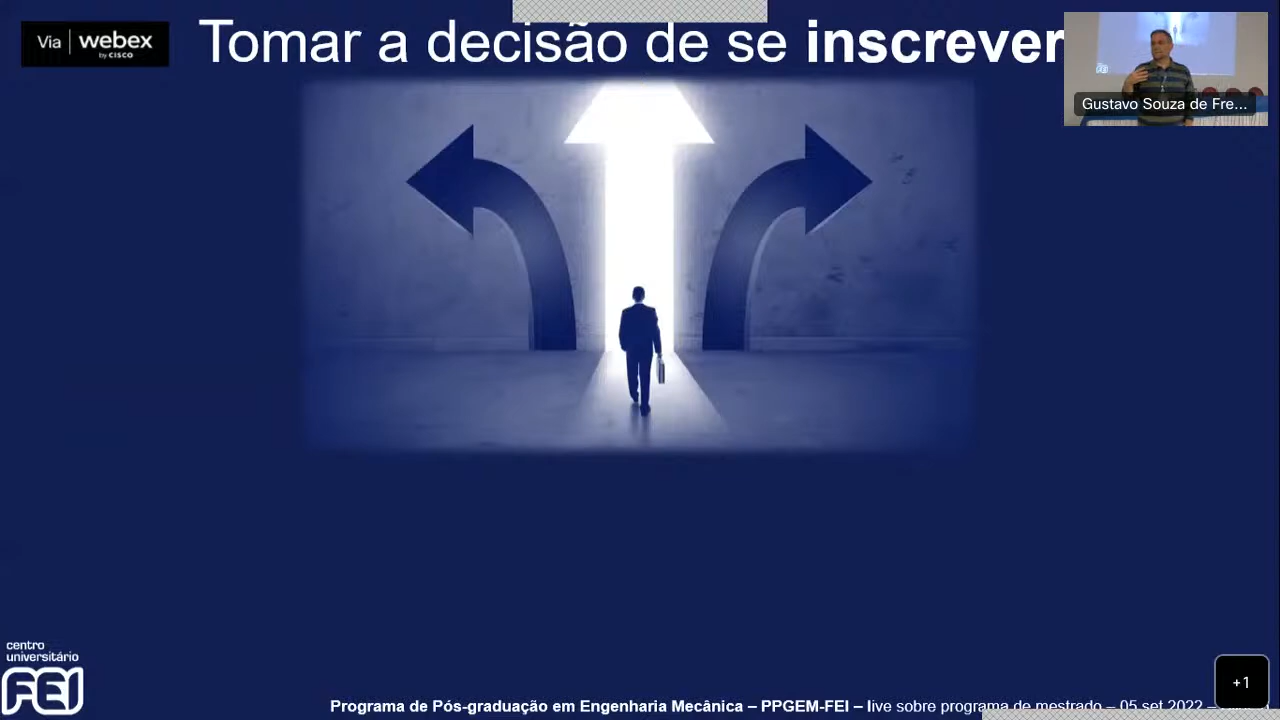 Via webex
by CISCO
Tomar a decisão de se inscrever
Gustavo Souza de Fre...
centro
universitário
FEI
+1
Programa de Pós-graduação em Engenharia Mecânica – PPGEM-FEI – live sobre programa de mestrado – 05 set 2022 –